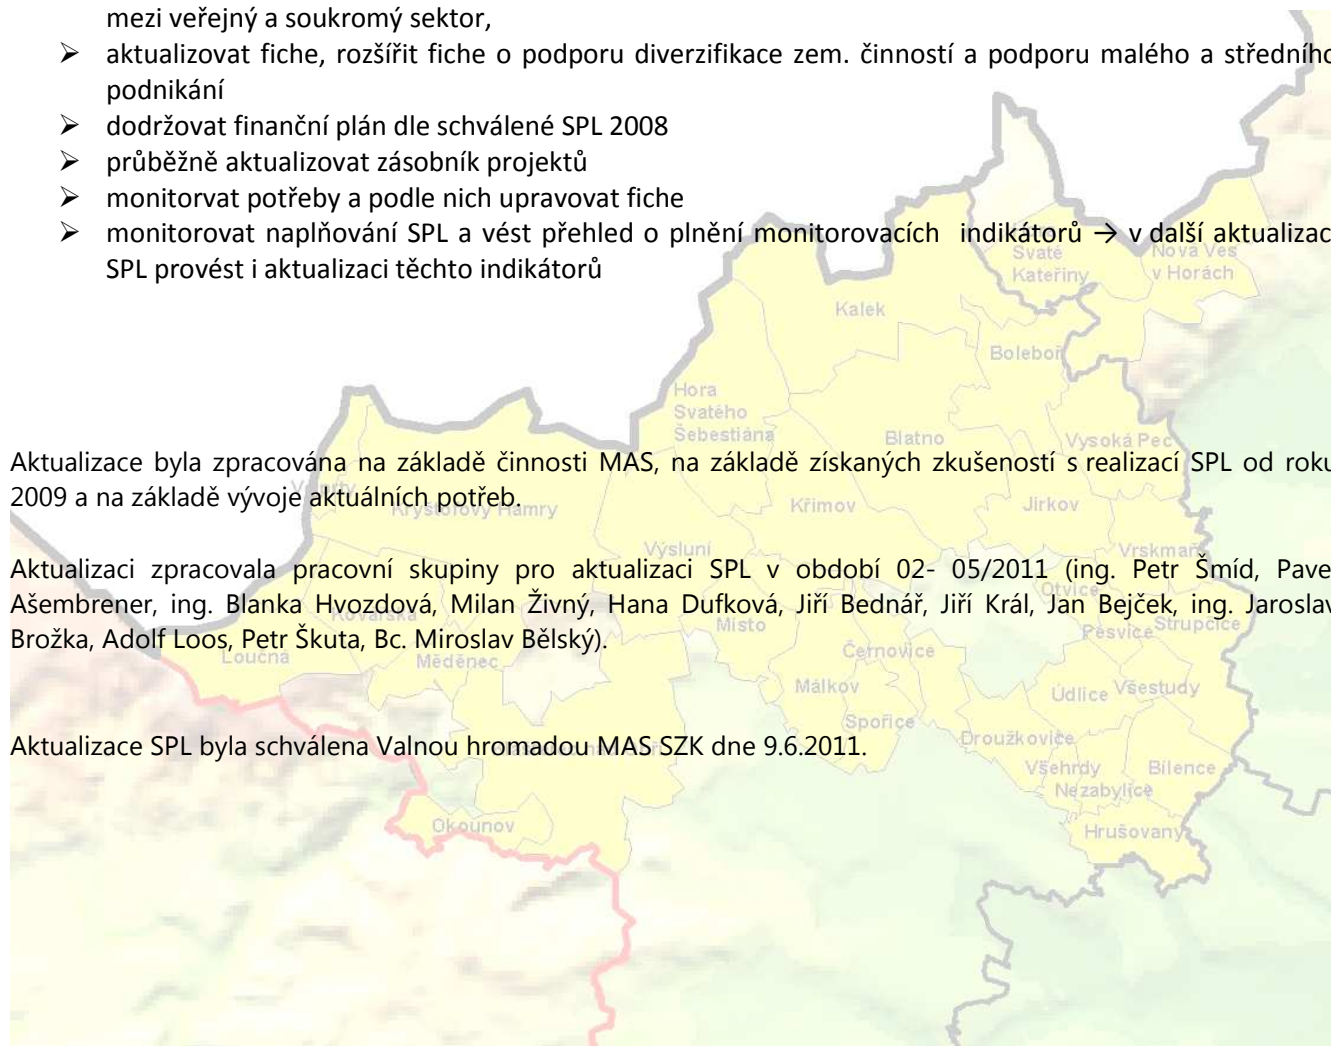 mezi veřejný a soukromý sektor,
➢ aktualizovat fiche, rozšířit fiche o podporu diverzifikace zem. činností a podporu malého a středního
podnikání
➢ dodržovat finanční plán dle schválené SPL 2008
➢ průběžně aktualizovat zásobník projektů
➢ monitorvat potřeby a podle nich upravovat fiche
➢ monitorovat naplňování SPL a vést přehled o plnění monitorovacích indikátorů → v další aktualizac
SPL provést i aktualizaci těchto indikátorů
Svaté
Kateřiny
Nová Ves
v Horách
Kalek
Boleboř
Hora
Svatého
Šebestiána
Blatno
Vysoká Pec
Aktualizace byla zpracována na základě činnosti MAS, na základě získaných zkušeností s realizací SPL od roku
2009 a na základě vývoje aktuálních potřeb.
Kryštofovy Hamry
Křimov
Jirkov
Výsluní
Vrskmaň
Aktualizaci zpracovala pracovní skupiny pro aktualizaci SPL v období 02- 05/2011 (ing. Petr Šmíd, Pave
Otvice
Ašembrener, ing. Blanka Hvozdová, Milan Živný, Hana Dufková, Jiří Bednář, Jiří Král, Jan Bejček, ing. Jaroslav
Kovářská
Místo
Pesvice
Strupčice
Brožka, Adolf Loos, Petr Škuta, Bc. Miroslav Bělský).
Loučná
Měděnec
Černovice
Málkov
Údlice
Všestudy
Spořice
Droužkovice
Aktualizace SPL byla schválena Valnou hromadou MAS SZK dne 9.6.2011.
Všehrdy
Bílence
Nezabylice
Okounov
Hrušovany